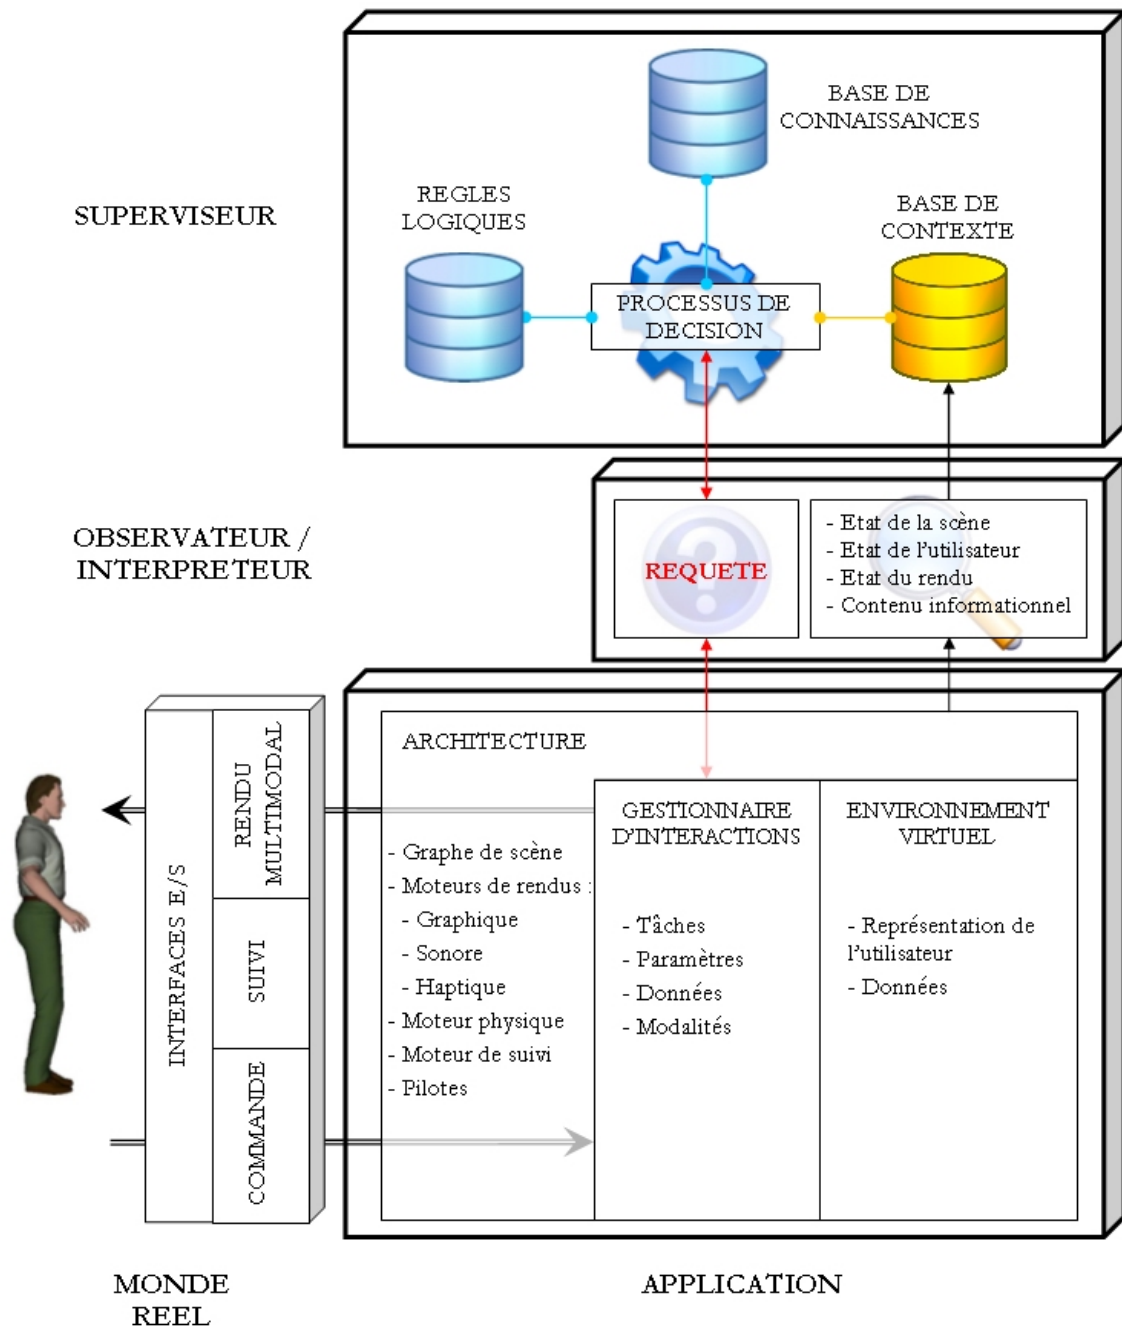 BASE DE
CONNAISSANCES
REGLES
LOGIQUES
BASE DE
CONTEXTE
SUPERVISEUR
PROCESSUS DE
DECISION
OBSERVATEUR /
INTERPRETEUR
REQUETE
- Etat de la scène
- Etat de l'utilisateur
- Etat du rendu
- Contenu informationnel
INTERFACES E/S
RENDU
MULTIMODAL
SUIVI
COMMANDE
ARCHITECTURE
- Graphe de scène
- Moteurs de rendus :
- Graphique
- Sonore
- Haptique
- Moteur physique
- Moteur de suivi
- Pilotes
GESTIONNAIRE
D'INTERACTIONS
- Tâches
- Paramètres
- Données
- Modalités
ENVIRONNEMENT
VIRTUEL
- Représentation de
l'utilisateur
- Données
MONDE
REEL
APPLICATION